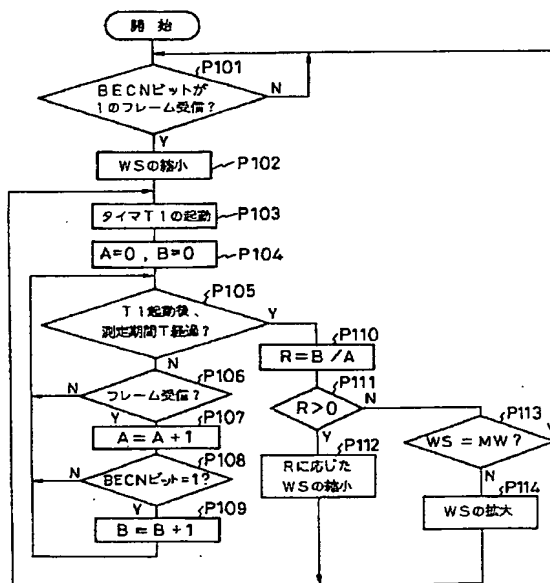 開始
P101
BECNビットが
1のフレーム受信？
N
Y
WSの縮小
P102
タイマT1の起動
P103
A=0, B=0
P104
P105
T1起動後、
測定期間T経過？
Y
N
P106
フレーム受信？
N
Y
P107
A=A+1
P108
BECNビット=1?
N
Y
P109
B=B+1
P110
R=B/A
P111
R>0
N
Y
P112
Rに応じた
WSの縮小
P113
WS=MW?
Y
N
P114
WSの拡大